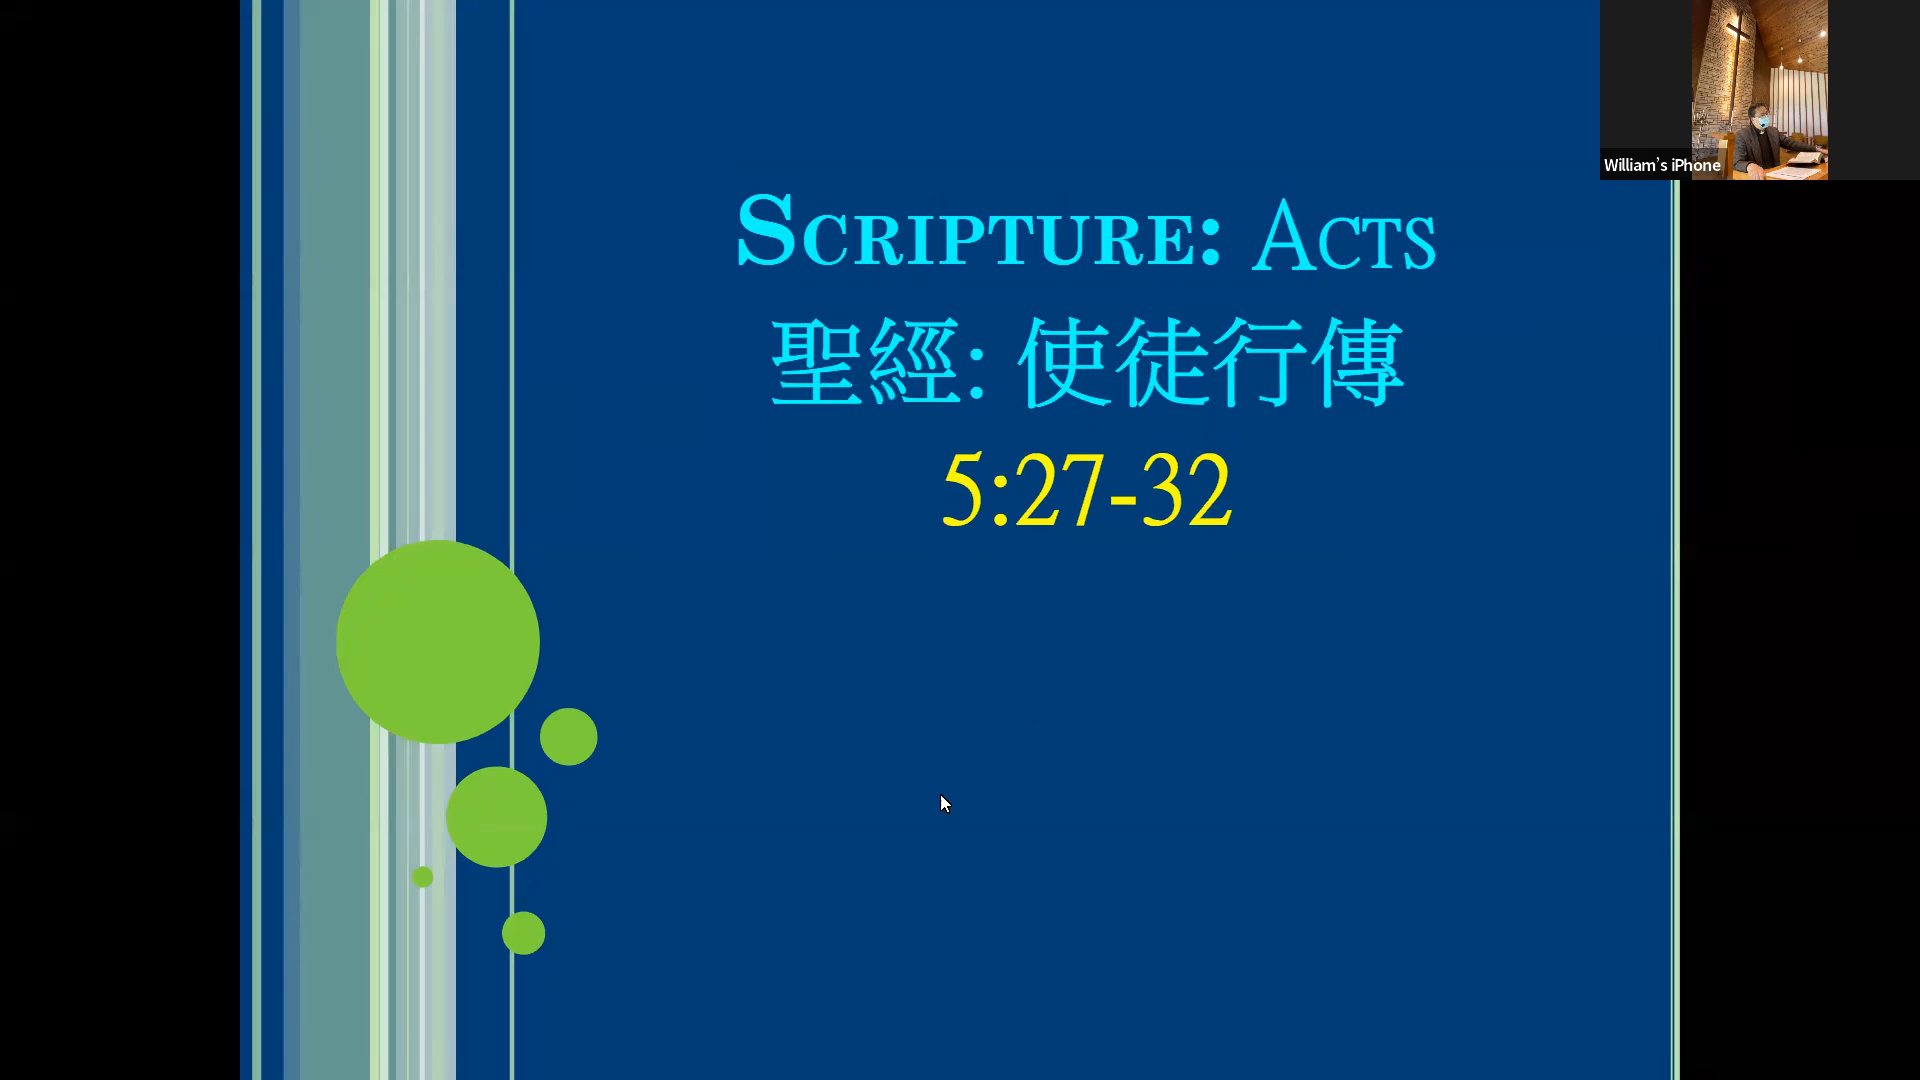 SCRIPTURE: ACTS
聖經: 使徒行傳
5:27-32
William's iPhone